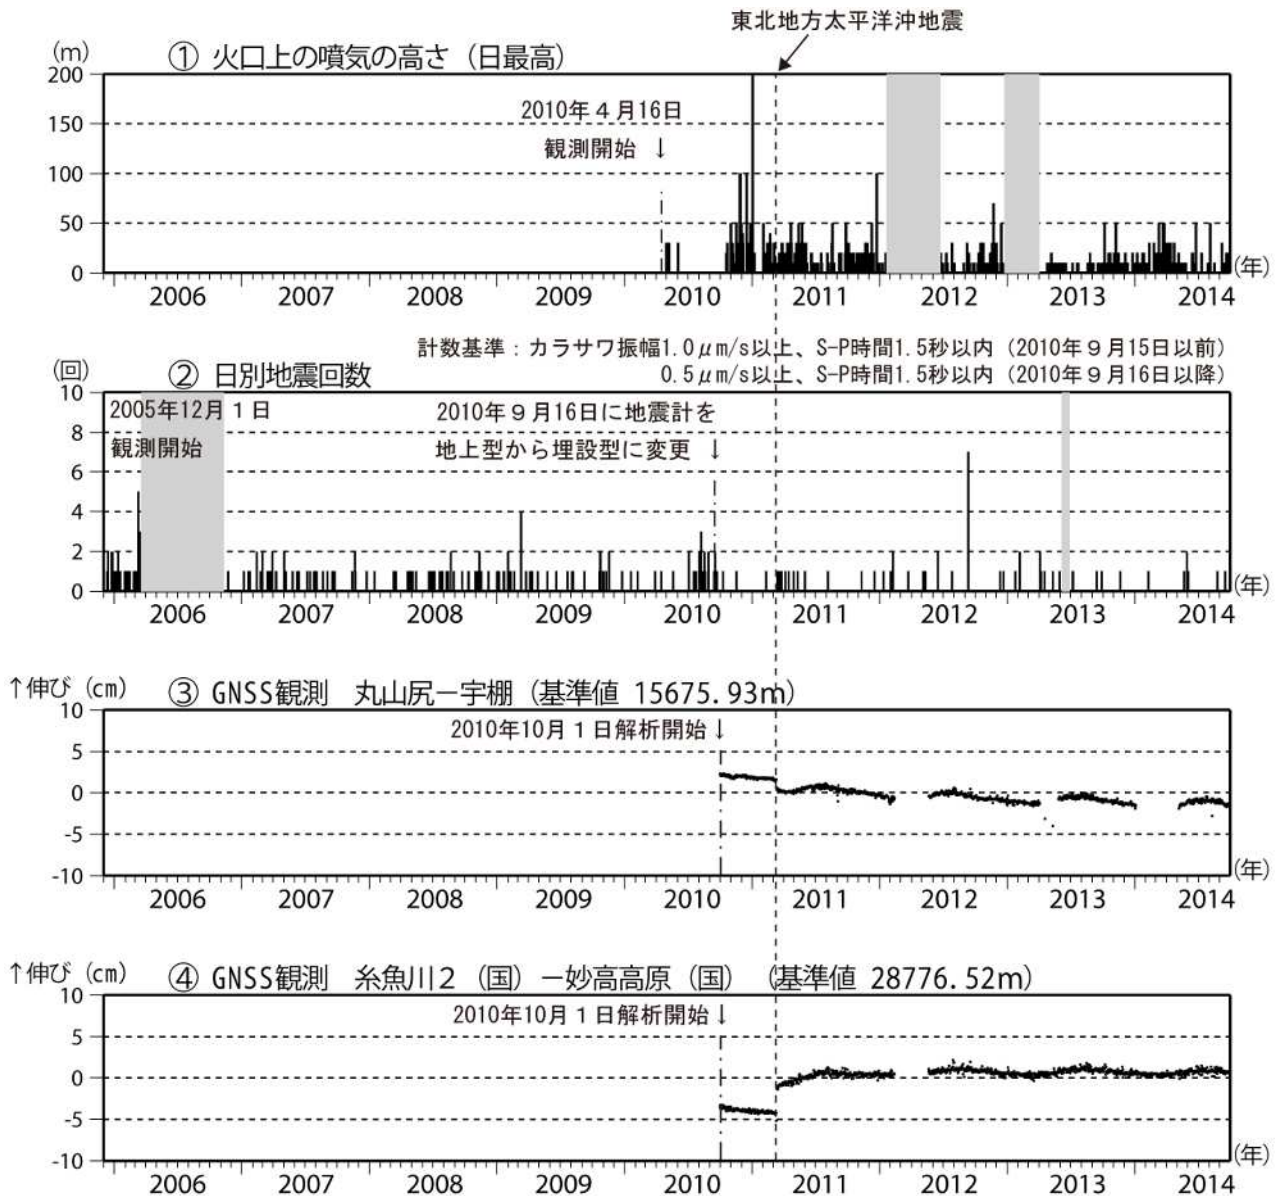 東北地方太平洋沖地震
(m) ① 火口上の噴気の高さ（日最高）
200
150
100
50
0
2010年４月16日
観測開始 ↓
2006 2007 2008 2009 2010 2011 2012 2013 2014 (年)
計数基準：カラサワ振幅1.0μm/s以上、S-P時間1.5秒以内（2010年９月15日以前）
0.5μm/s以上、S-P時間1.5秒以内（2010年９月16日以降）
(回) ② 日別地震回数
10
8
6
4
2
0
2005年12月１日
観測開始
2010年９月16日に地震計を
地上型から埋設型に変更 ↓
2006 2007 2008 2009 2010 2011 2012 2013 2014 (年)
↑伸び (cm) ③ GNSS観測　丸山尻－宇棚（基準値 15675.93m）
10
5
0
-5
-10
2010年10月１日解析開始↓
2006 2007 2008 2009 2010 2011 2012 2013 2014 (年)
↑伸び (cm) ④ GNSS観測　糸魚川２（国）－妙高高原（国）　（基準値 28776.52m）
10
5
0
-5
-10
2010年10月１日解析開始↓
2006 2007 2008 2009 2010 2011 2012 2013 2014 (年)